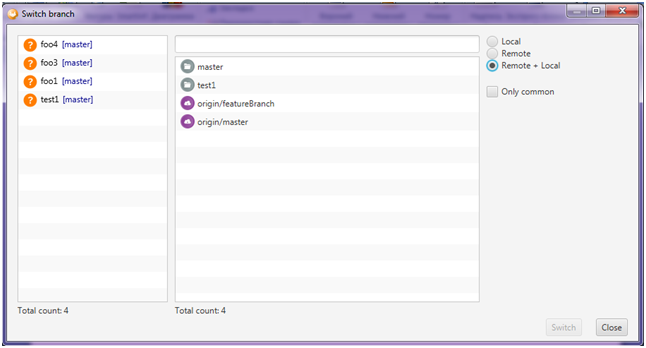 Switch branch
foo4 [master]
foo3 [master]
foo1 [master]
test1 [master]
Total count: 4
master
test1
origin/featureBranch
origin/master
Total count: 4
Local
Remote
Remote + Local
Only common
Switch
Close